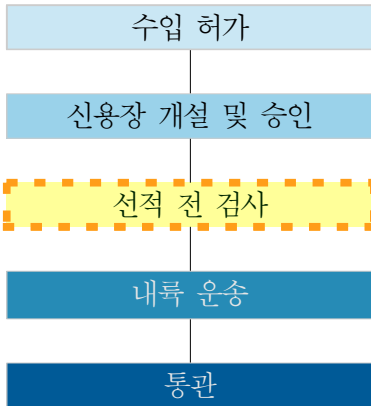 수입 허가
신용장 개설 및 승인
선적 전 검사
내륙 운송
통관